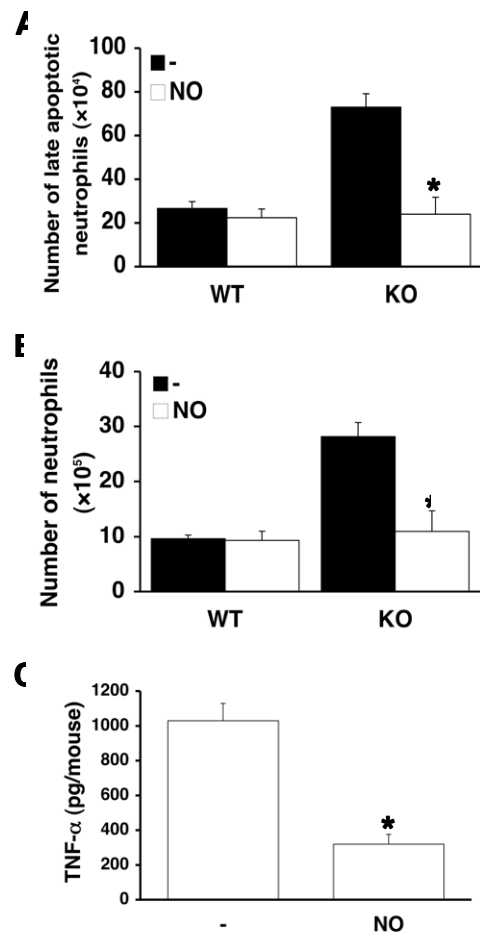 A
Number of late apoptotic
neutrophils (×10⁴)
100
80
60
40
20
0
-
NO
*
WT
KO
Number of neutrophils
(×10⁵)
40
30
20
10
0
-
NO
WT
KO
TNF-α (pg/mouse)
1200
1000
800
600
400
200
0
*
-
NO